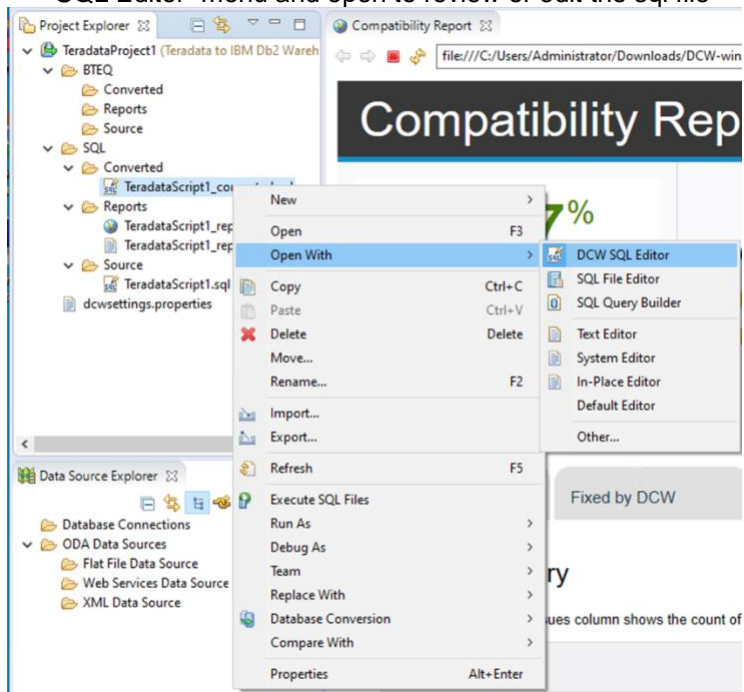 SQL Editor" menu and open to review or edit the sql file
Project Explorer
TeradataProject1 (Teradata to IBM Db2 Wareh
BTEQ
Converted
Reports
Source
SQL
Converted
TeradataScript1_co
Reports
TeradataScript1_rep
TeradataScript1_rep
Source
TeradataScript1.sql
dcwsettings.properties
Compatibility Report
file:///C:/Users/Administrator/Downloads/DCW-win
Compatibility Rep
7%
New
Open F3
Open With
Copy Ctrl+C
Paste Ctrl+V
Delete Delete
Move...
Rename... F2
Import...
Export...
Refresh F5
Execute SQL Files
Run As
Debug As
Team
Replace With
Database Conversion
Compare With
Properties Alt+Enter
DCW SQL Editor
SQL File Editor
SQL Query Builder
Text Editor
System Editor
In-Place Editor
Default Editor
Other...
Data Source Explorer
Database Connections
ODA Data Sources
Flat File Data Source
Web Services Data Source
XML Data Source
Fixed by DCW
ry
ues column shows the count of